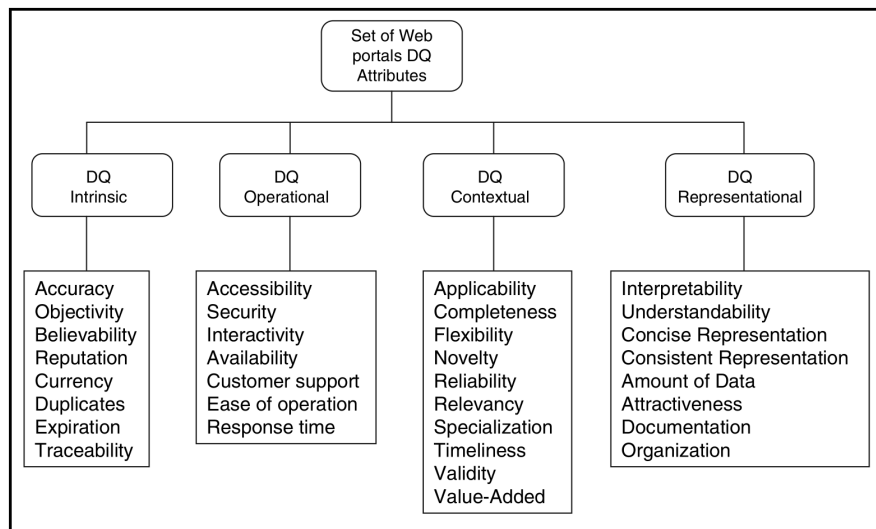 Set of Web
portals DQ
Attributes
DQ
Intrinsic
DQ
Operational
DQ
Contextual
DQ
Representational
Accuracy
Objectivity
Believability
Reputation
Currency
Duplicates
Expiration
Traceability
Accessibility
Security
Interactivity
Availability
Customer support
Ease of operation
Response time
Applicability
Completeness
Flexibility
Novelty
Reliability
Relevancy
Specialization
Timeliness
Validity
Value-Added
Interpretability
Understandability
Concise Representation
Consistent Representation
Amount of Data
Attractiveness
Documentation
Organization